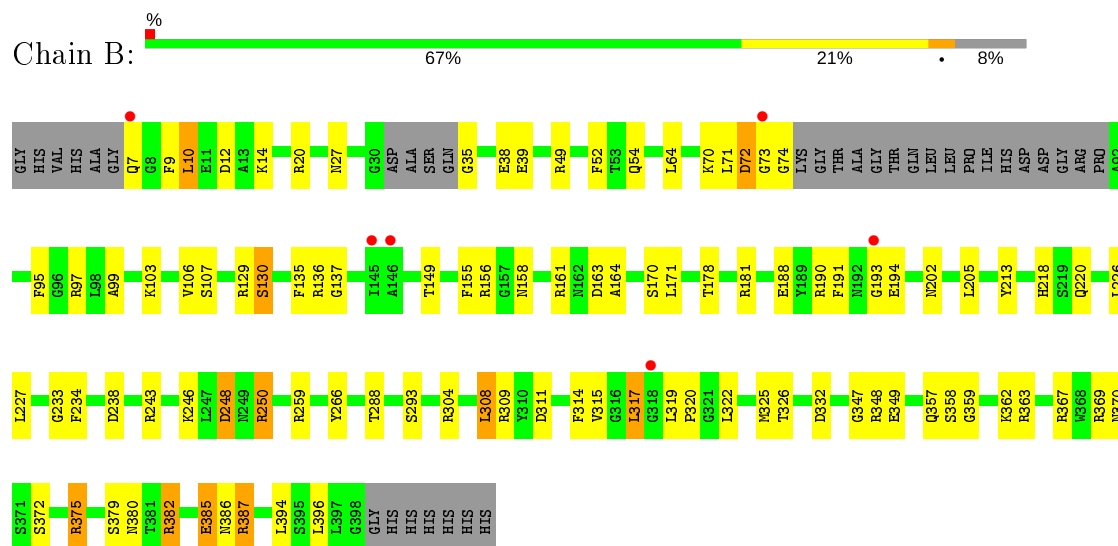 %
Chain B:
67% 21% • 8%
GLY HIS VAL HIS ALA GLY Q7 G8 F9 L10 E11 D12 A13 K14 R20 N27 G30 ASP ALA SER GLN G35 E38 E39 R49 F52 T53 Q54 L64 K70 L71 D72 G73 G74 LYS GLY THR ALA GLY THR GLN LEU LEU PRO ILE HIS ASP ASP GLY ARG PRO A92
F95 G96 R97 L98 A99 K103 V106 S107 R129 S130 F135 R136 G137 I145 A146 T149 F155 R156 G157 N158 R161 N162 D163 A164 S170 L171 T178 R181 E188 Y189 R190 F191 N192 G193 E194 N202 L205 Y213 H218 S219 Q220 L226
L227 G233 F234 D238 R243 K246 L247 D248 N249 R250 R259 Y266 T288 S293 R304 L308 R309 Y310 D311 F314 V315 G316 L317 G318 L319 P320 G321 L322 M325 T326 D332 G347 R348 E349 Q357 S358 G359 K362 R363 R367 W368 R369 N370
S371 S372 R375 S379 N380 T381 R382 E385 N386 R387 L394 S395 L396 L397 G398 GLY HIS HIS HIS HIS HIS HIS